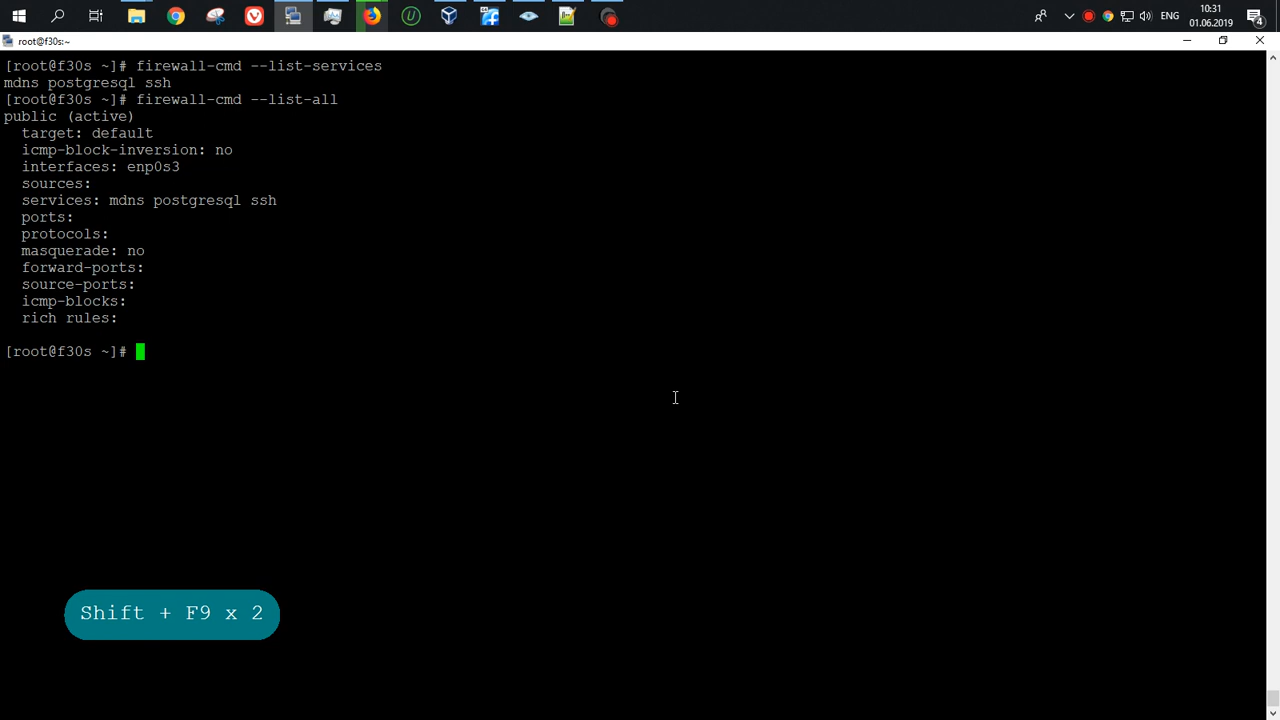 ENG
10:31
01.06.2019
4
root@f30s:~
[root@f30s ~]# firewall-cmd --list-services
mdns postgresql ssh
[root@f30s ~]# firewall-cmd --list-all
public (active)
  target: default
  icmp-block-inversion: no
  interfaces: enp0s3
  sources:
  services: mdns postgresql ssh
  ports:
  protocols:
  masquerade: no
  forward-ports:
  source-ports:
  icmp-blocks:
  rich rules:
[root@f30s ~]#
Shift + F9 x 2